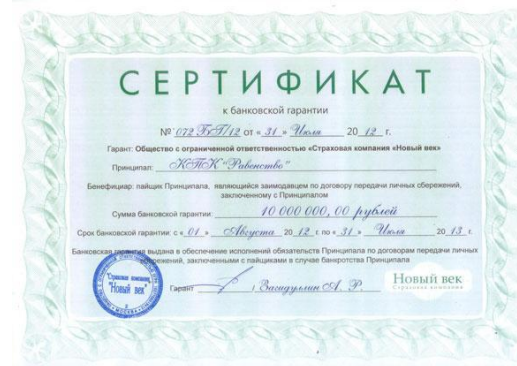 СЕРТИФИКАТ
к банковской гарантии
№ 072 БГ/12 от « 31 » Июля 20 12 г.
Гарант: Общество с ограниченной ответственностью «Страховая компания «Новый век»
Принципал: КПК "Равенство"
Бенефициар: пайщик Принципала, являющийся заимодавцем по договору передачи личных сбережений,
заключенному с Принципалом
Сумма банковской гарантии: 10 000 000, 00 рублей
Срок банковской гарантии: с « 01 » Августа 20 12 г. по « 31 » Июля 20 13 г.
Банковская гарантия выдана в обеспечение исполнений обязательств Принципала по договорам передачи личных
сбережений, заключенными с пайщиками в случае банкротства Принципала
"Страховая компания
"Новый век"
МОСКВА
Гарант / Загидуллин А. Р.
Новый век
Страховая компания